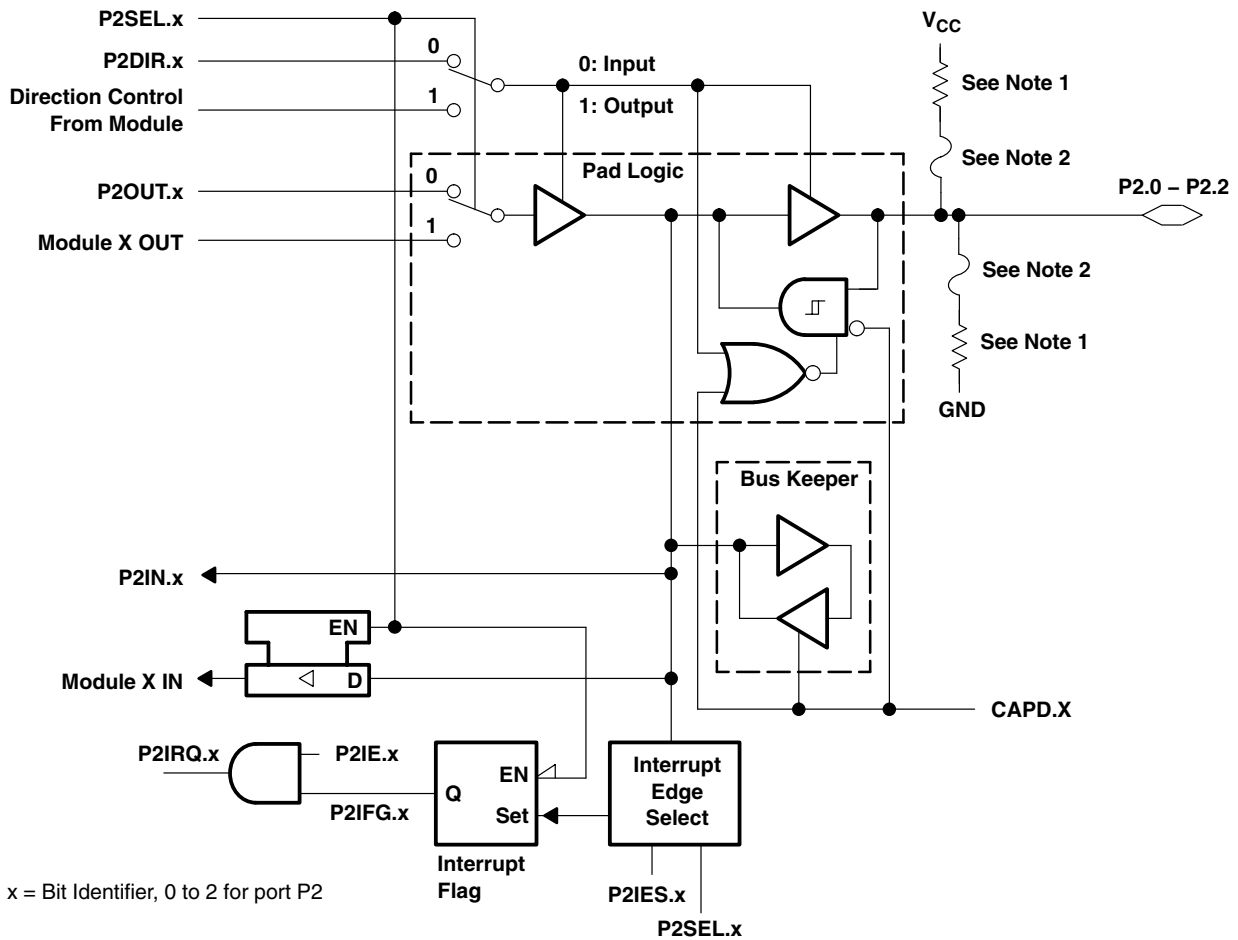 P2SEL.x
P2DIR.x
0
Direction Control
From Module
1
0: Input
1: Output
VCC
See Note 1
See Note 2
Pad Logic
P2OUT.x
0
Module X OUT
1
P2.0 – P2.2
See Note 2
See Note 1
GND
Bus Keeper
P2IN.x
EN
Module X IN
D
CAPD.X
P2IRQ.x
P2IE.x
P2IFG.x
EN
Q
Set
Interrupt
Flag
Interrupt
Edge
Select
P2IES.x
P2SEL.x
x = Bit Identifier, 0 to 2 for port P2